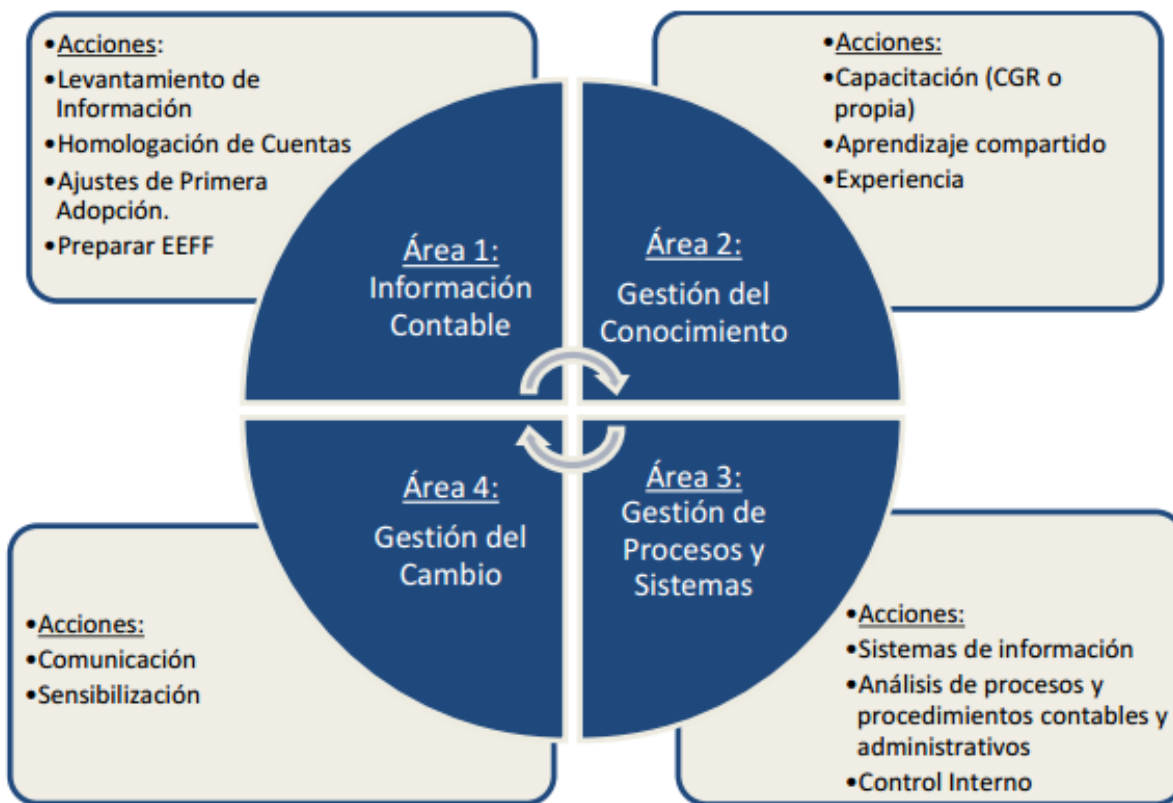 •Acciones:
•Levantamiento de
Información
•Homologación de Cuentas
•Ajustes de Primera
Adopción.
•Preparar EEFF
•Acciones:
•Capacitación (CGR o
propia)
•Aprendizaje compartido
•Experiencia
Área 1:
Información
Contable
Área 2:
Gestión del
Conocimiento
Área 4:
Gestión del
Cambio
Área 3:
Gestión de
Procesos y
Sistemas
•Acciones:
•Comunicación
•Sensibilización
•Acciones:
•Sistemas de información
•Análisis de procesos y
procedimientos contables y
administrativos
•Control Interno